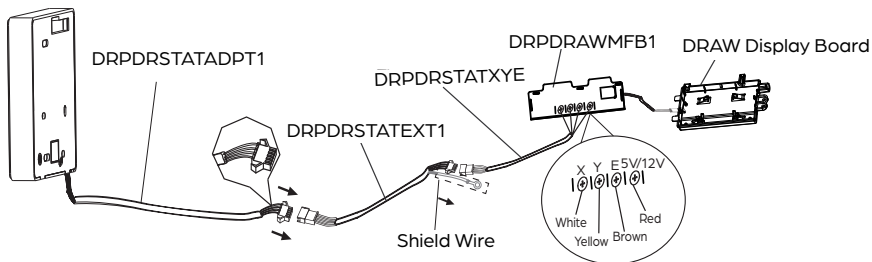 DRPDRAWMFB1
DRAW Display Board
DRPDRSTATADPT1
DRPDRSTATXYE
DRPDRSTATEXT1
X Y E 5V/12V
White
Yellow
Brown
Red
Shield Wire